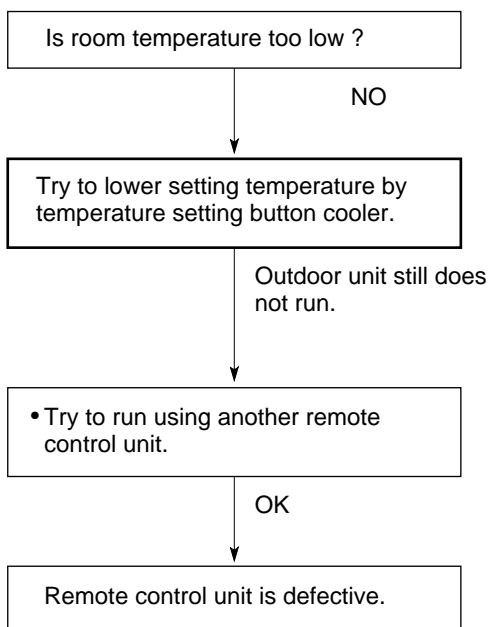 Is room temperature too low ?
NO
Try to lower setting temperature by
temperature setting button cooler.
Outdoor unit still does
not run.
• Try to run using another remote
control unit.
OK
Remote control unit is defective.